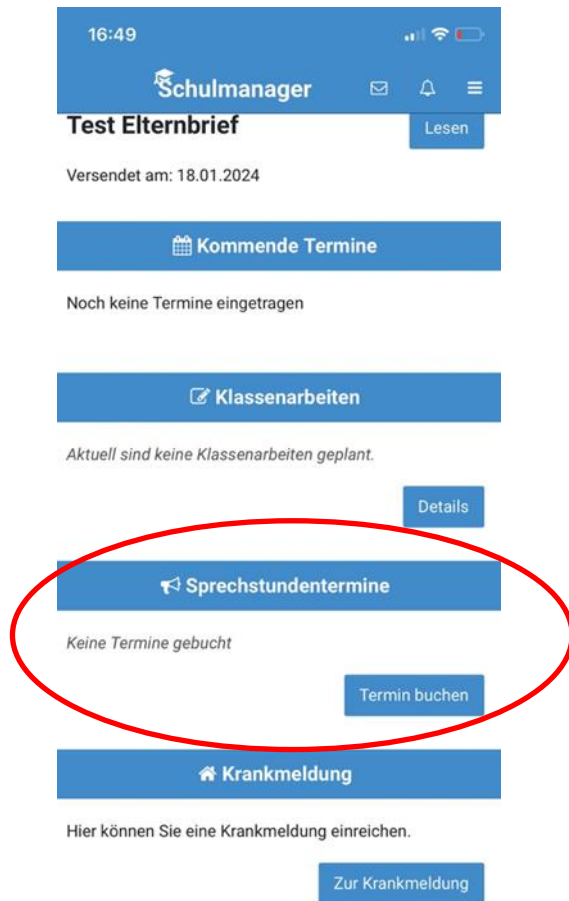 16:49
Schulmanager
Test Elternbrief
Lesen
Versendet am: 18.01.2024
Kommende Termine
Noch keine Termine eingetragen
Klassenarbeiten
Aktuell sind keine Klassenarbeiten geplant.
Details
Sprechstundentermine
Keine Termine gebucht
Termin buchen
Krankmeldung
Hier können Sie eine Krankmeldung einreichen.
Zur Krankmeldung